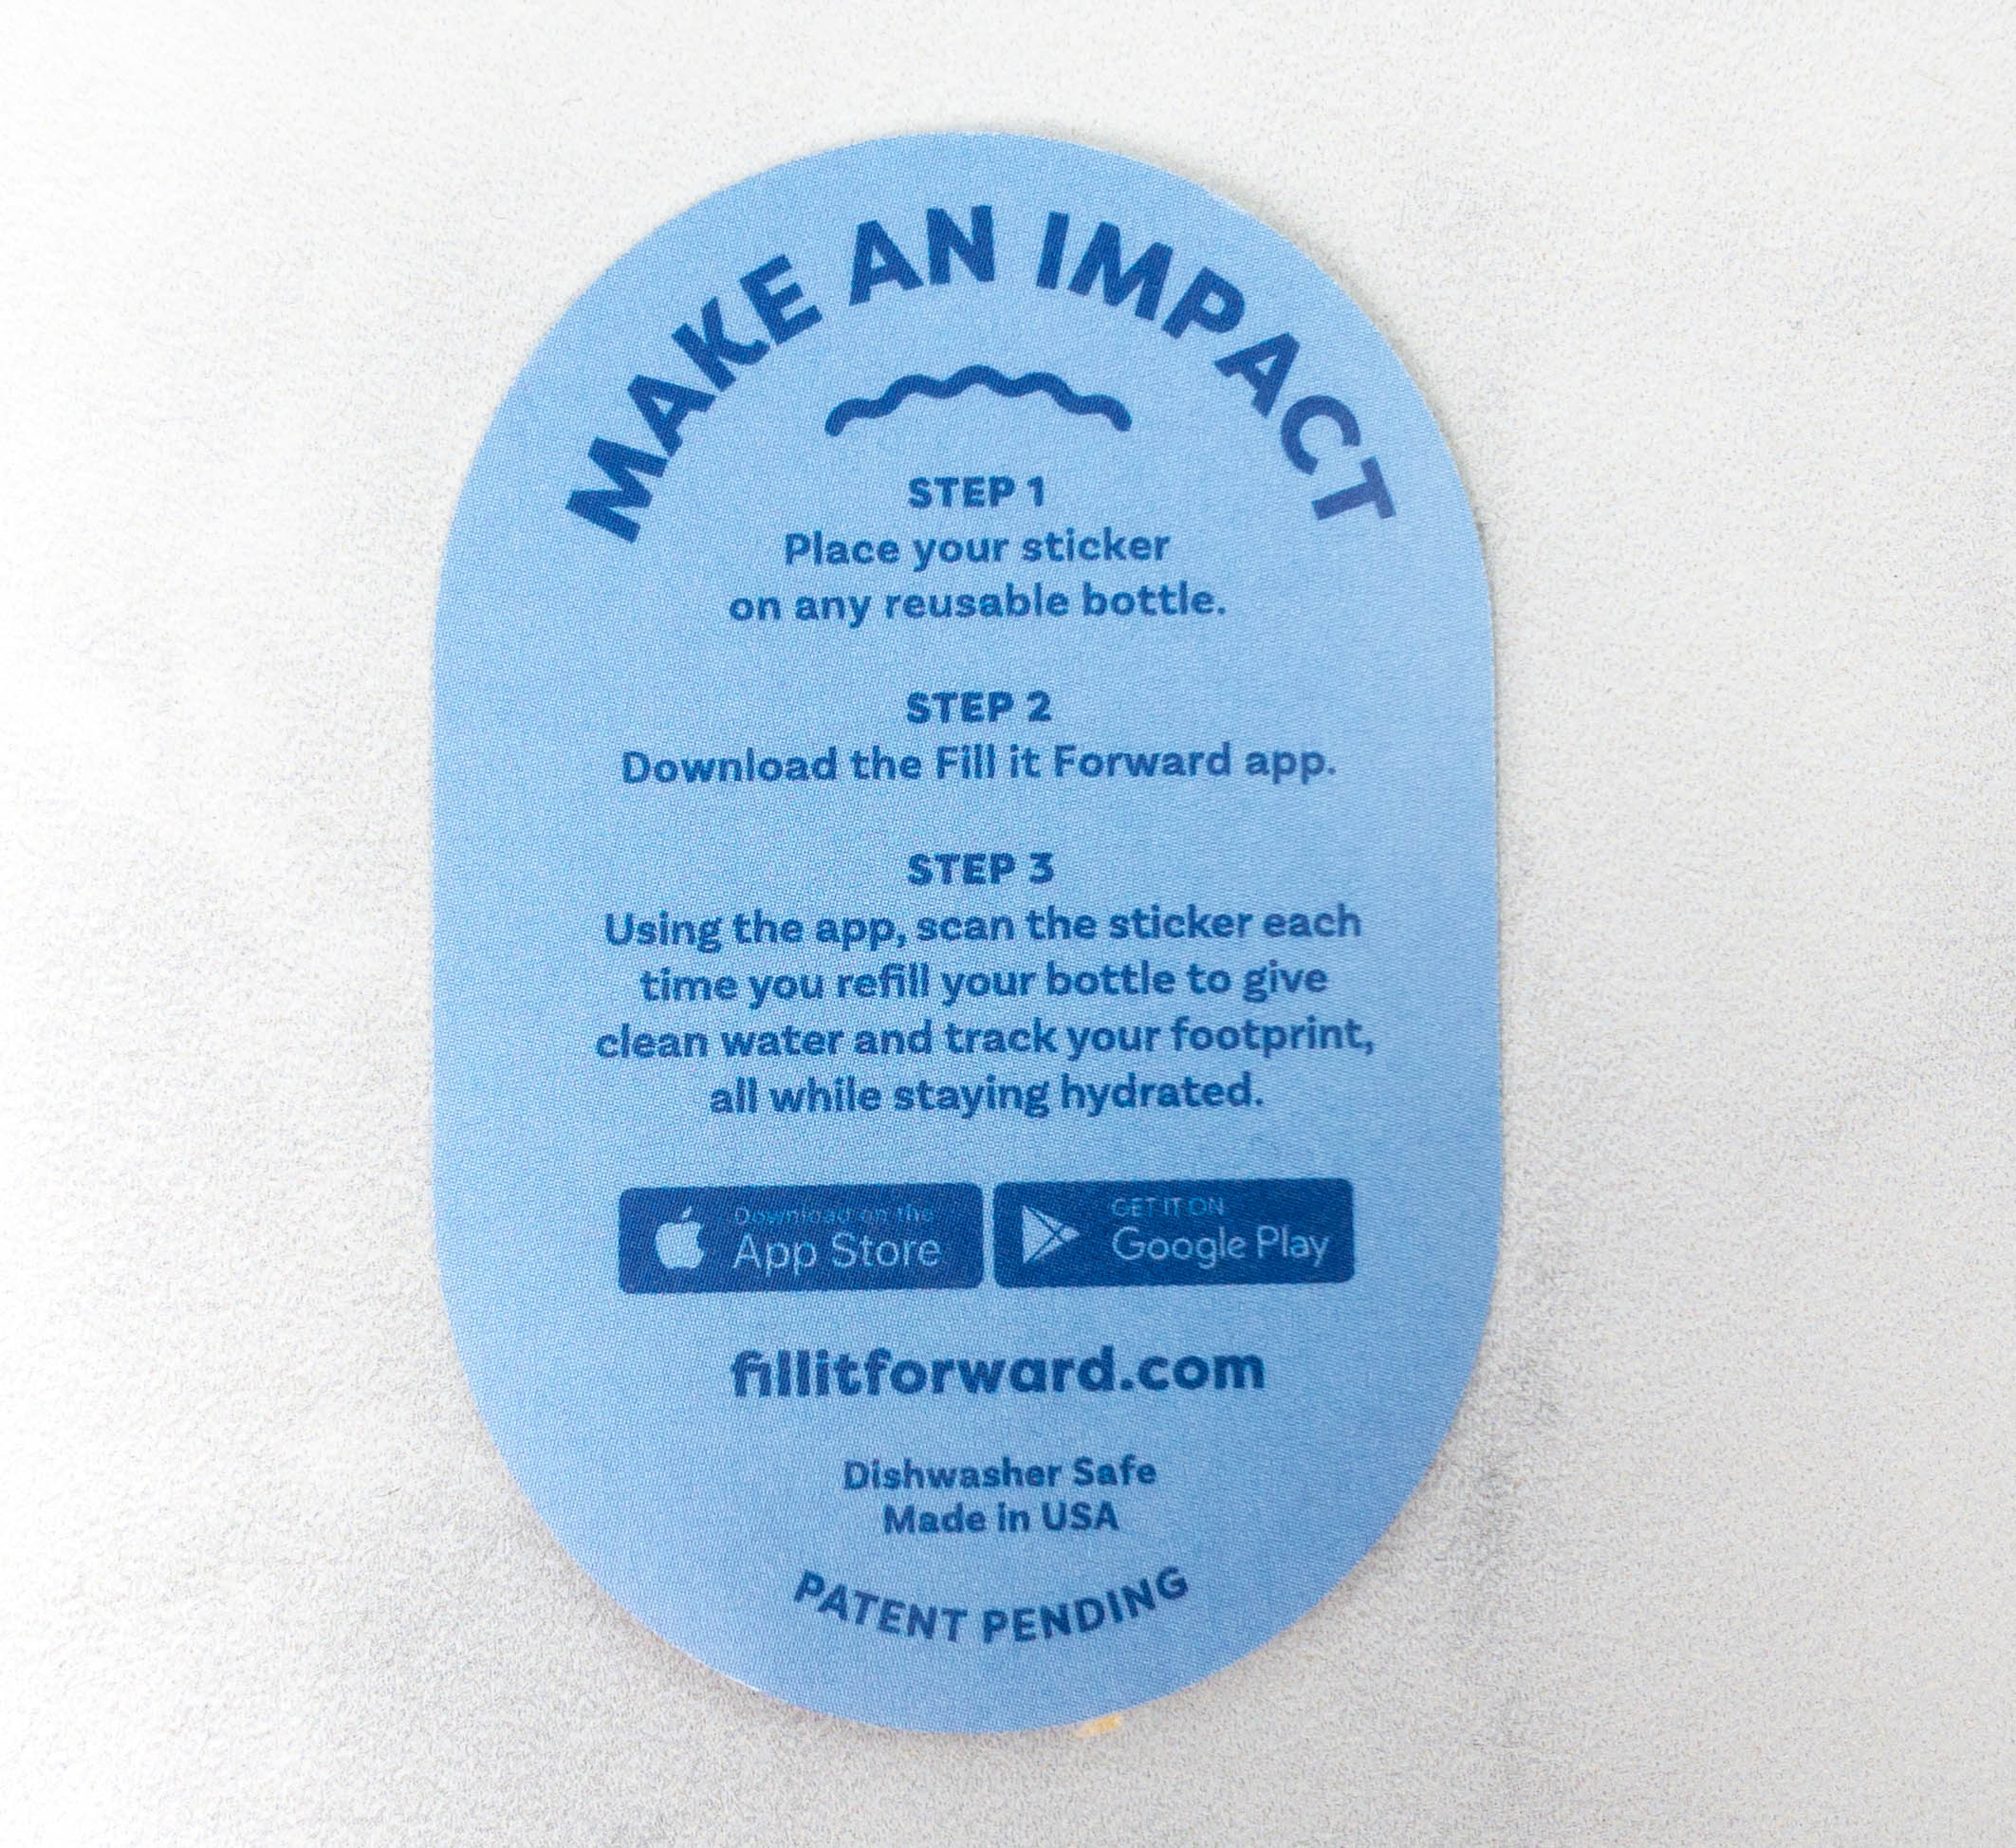 MAKE AN IMPACT
STEP 1
Place your sticker
on any reusable bottle.
STEP 2
Download the Fill it Forward app.
STEP 3
Using the app, scan the sticker each
time you refill your bottle to give
clean water and track your footprint,
all while staying hydrated.
Download on the
App Store
GET IT ON
Google Play
fillitforward.com
Dishwasher Safe
Made in USA
PATENT PENDING